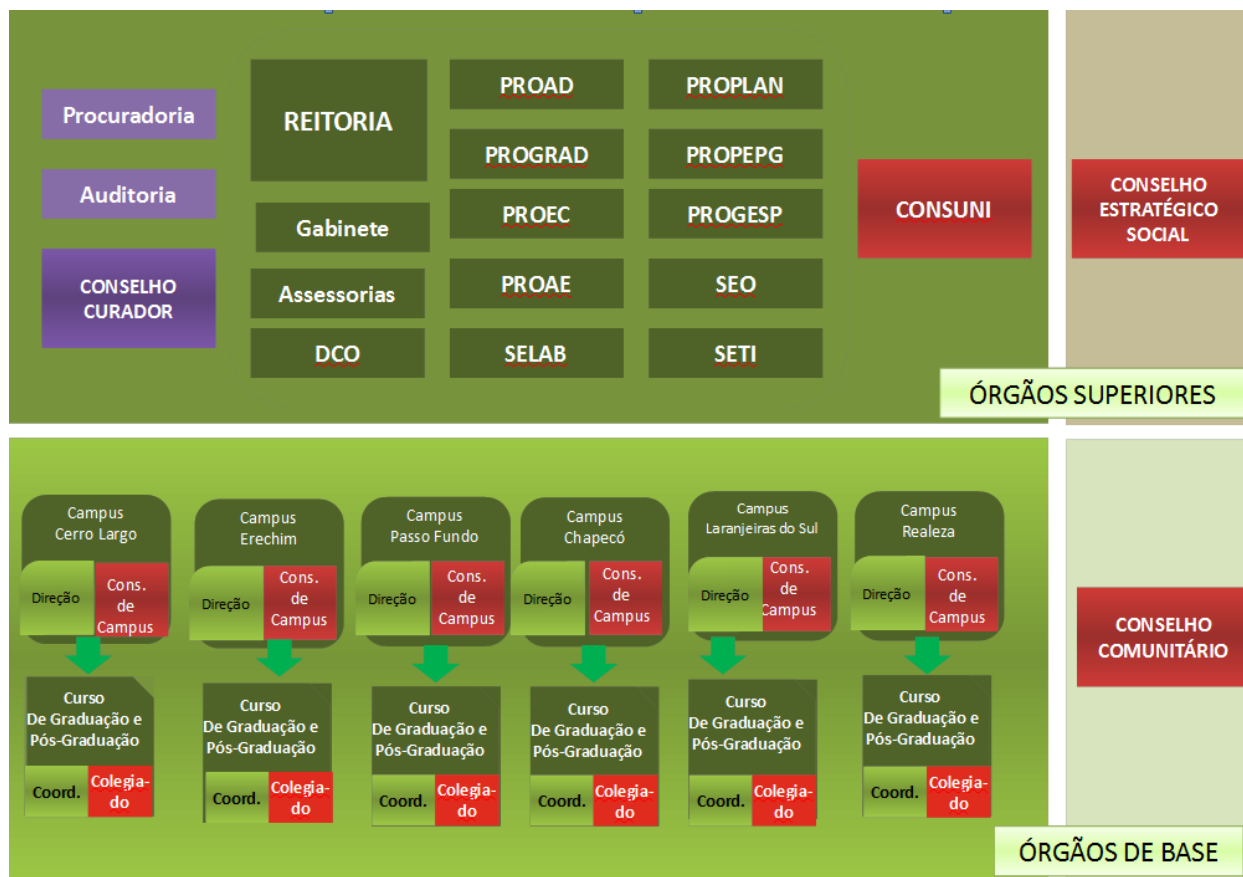 Procuradoria
Auditoria
CONSELHO
CURADOR
REITORIA
Gabinete
Assessorias
DCO
PROAD
PROGRAD
PROEC
PROAE
SELAB
PROPLAN
PROPEPG
PROGESP
SEO
SETI
CONSUNI
CONSELHO
ESTRATÉGICO
SOCIAL
ÓRGÃOS SUPERIORES
Campus
Cerro Largo
Direção
Cons.
de
Campus
Curso
De Graduação e
Pós-Graduação
Coord.
Colegia-
do
Campus
Erechim
Direção
Cons.
de
Campus
Curso
De Graduação e
Pós-Graduação
Coord.
Colegia-
do
Campus
Passo Fundo
Direção
Cons.
de
Campus
Curso
De Graduação e
Pós-Graduação
Coord.
Colegia-
do
Campus
Chapecó
Direção
Cons.
de
Campus
Curso
De Graduação e
Pós-Graduação
Coord.
Colegia-
do
Campus
Laranjeiras do Sul
Direção
Cons.
de
Campus
Curso
De Graduação e
Pós-Graduação
Coord.
Colegia-
do
Campus
Realeza
Direção
Cons.
de
Campus
Curso
De Graduação e
Pós-Graduação
Coord.
Colegia-
do
CONSELHO
COMUNITÁRIO
ÓRGÃOS DE BASE